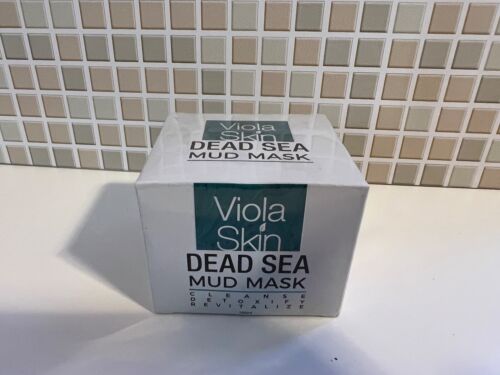 Viola
Skin
DEAD SEA
MUD MASK
Viola
Skin
DEAD SEA
MUD MASK
CLEANSE
DETOXIFY
REVITALIZE